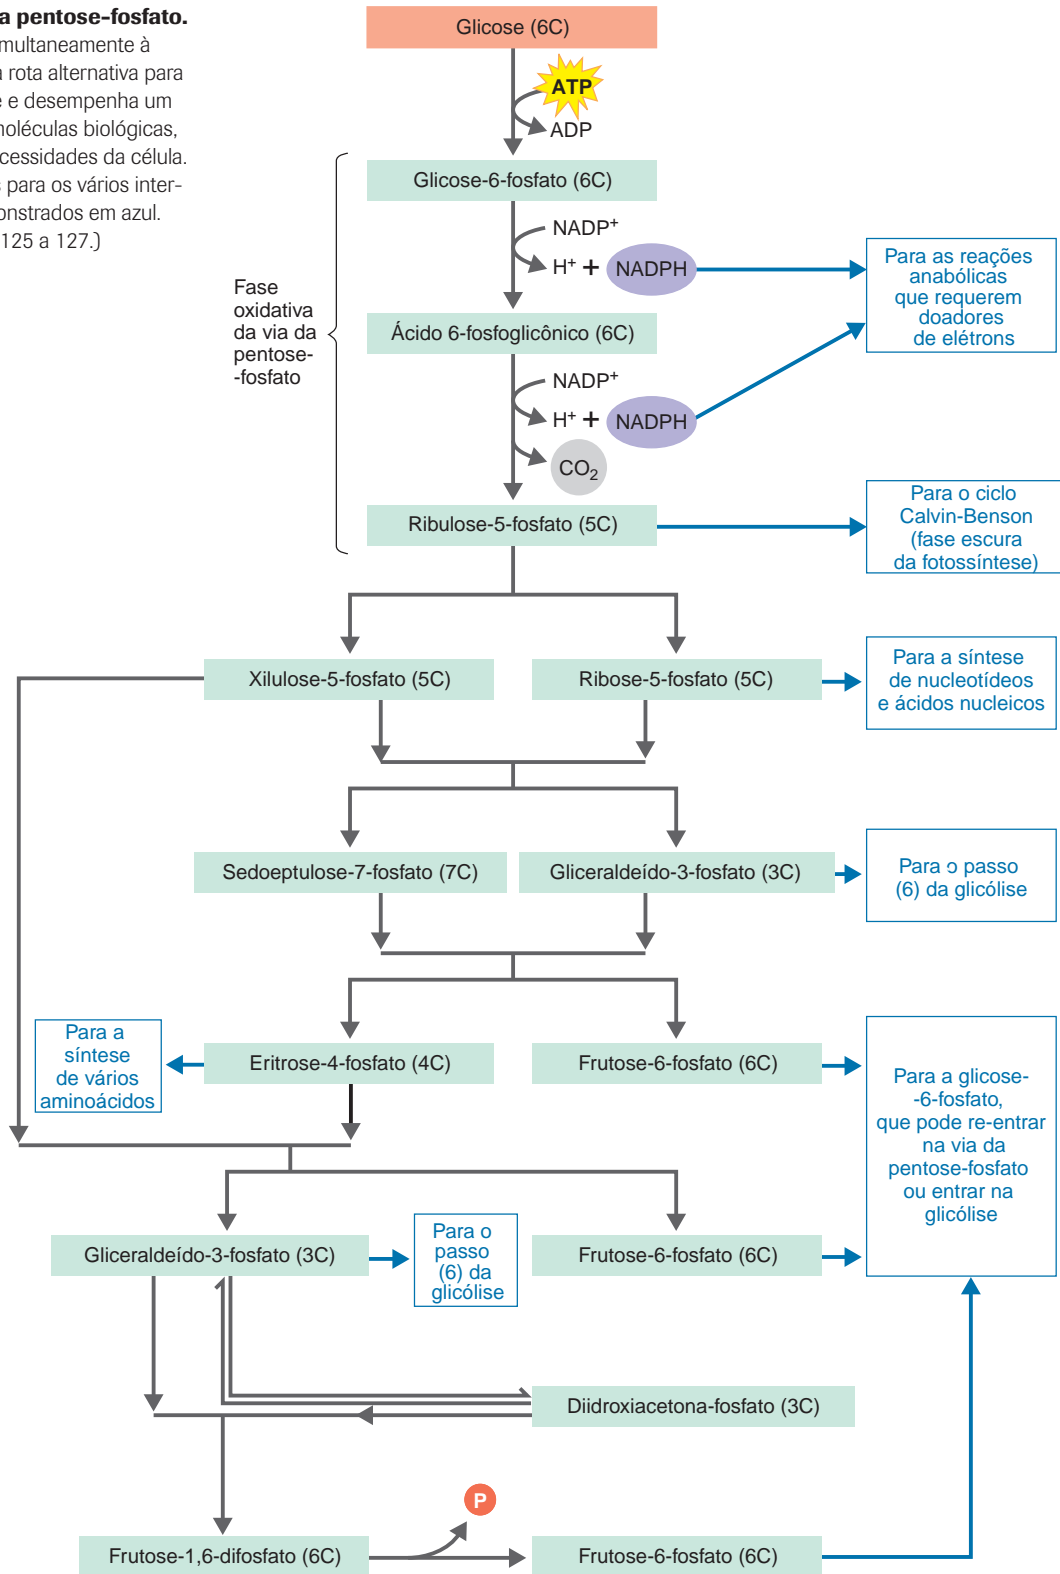 a pentose-fosfato.
multaneamente à
a rota alternativa para
e desempenha um
noléculas biológicas,
cessidades da célula.
s para os vários inter-
onstrados em azul.
125 a 127.)
Glicose (6C)
ATP
ADP
Glicose-6-fosfato (6C)
NADP+
H+ + NADPH
Para as reações
anabólicas
que requerem
doadores
de elétrons
Fase
oxidativa
da via da
pentose-
-fosfato
Ácido 6-fosfoglicônico (6C)
NADP+
H+ + NADPH
CO2
Ribulose-5-fosfato (5C)
Para o ciclo
Calvin-Benson
(fase escura
da fotossíntese)
Xilulose-5-fosfato (5C)
Ribose-5-fosfato (5C)
Para a síntese
de nucleotídeos
e ácidos nucleicos
Sedoeptulose-7-fosfato (7C)
Gliceraldeído-3-fosfato (3C)
Para o passo
(6) da glicólise
Para a
síntese
de vários
aminoácidos
Eritrose-4-fosfato (4C)
Frutose-6-fosfato (6C)
Para a glicose-
-6-fosfato,
que pode re-entrar
na via da
pentose-fosfato
ou entrar na
glicólise
Gliceraldeído-3-fosfato (3C)
Para o
passo
(6) da
glicólise
Frutose-6-fosfato (6C)
Diidroxiacetona-fosfato (3C)
P
Frutose-1,6-difosfato (6C)
Frutose-6-fosfato (6C)